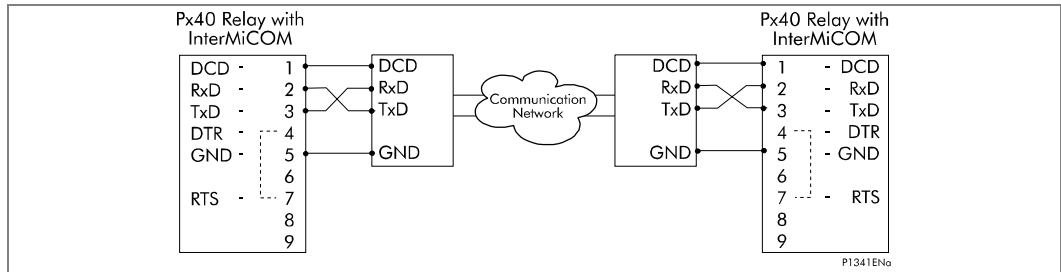 Px40 Relay with
InterMiCOM
DCD - 1
RxD - 2
TxD - 3
DTR - 4
GND - 5
6
RTS - 7
8
9
DCD
RxD
TxD
GND
Communication
Network
DCD
RxD
TxD
GND
Px40 Relay with
InterMiCOM
1 - DCD
2 - RxD
3 - TxD
4 - DTR
5 - GND
6
7 - RTS
8
9
P1341ENa